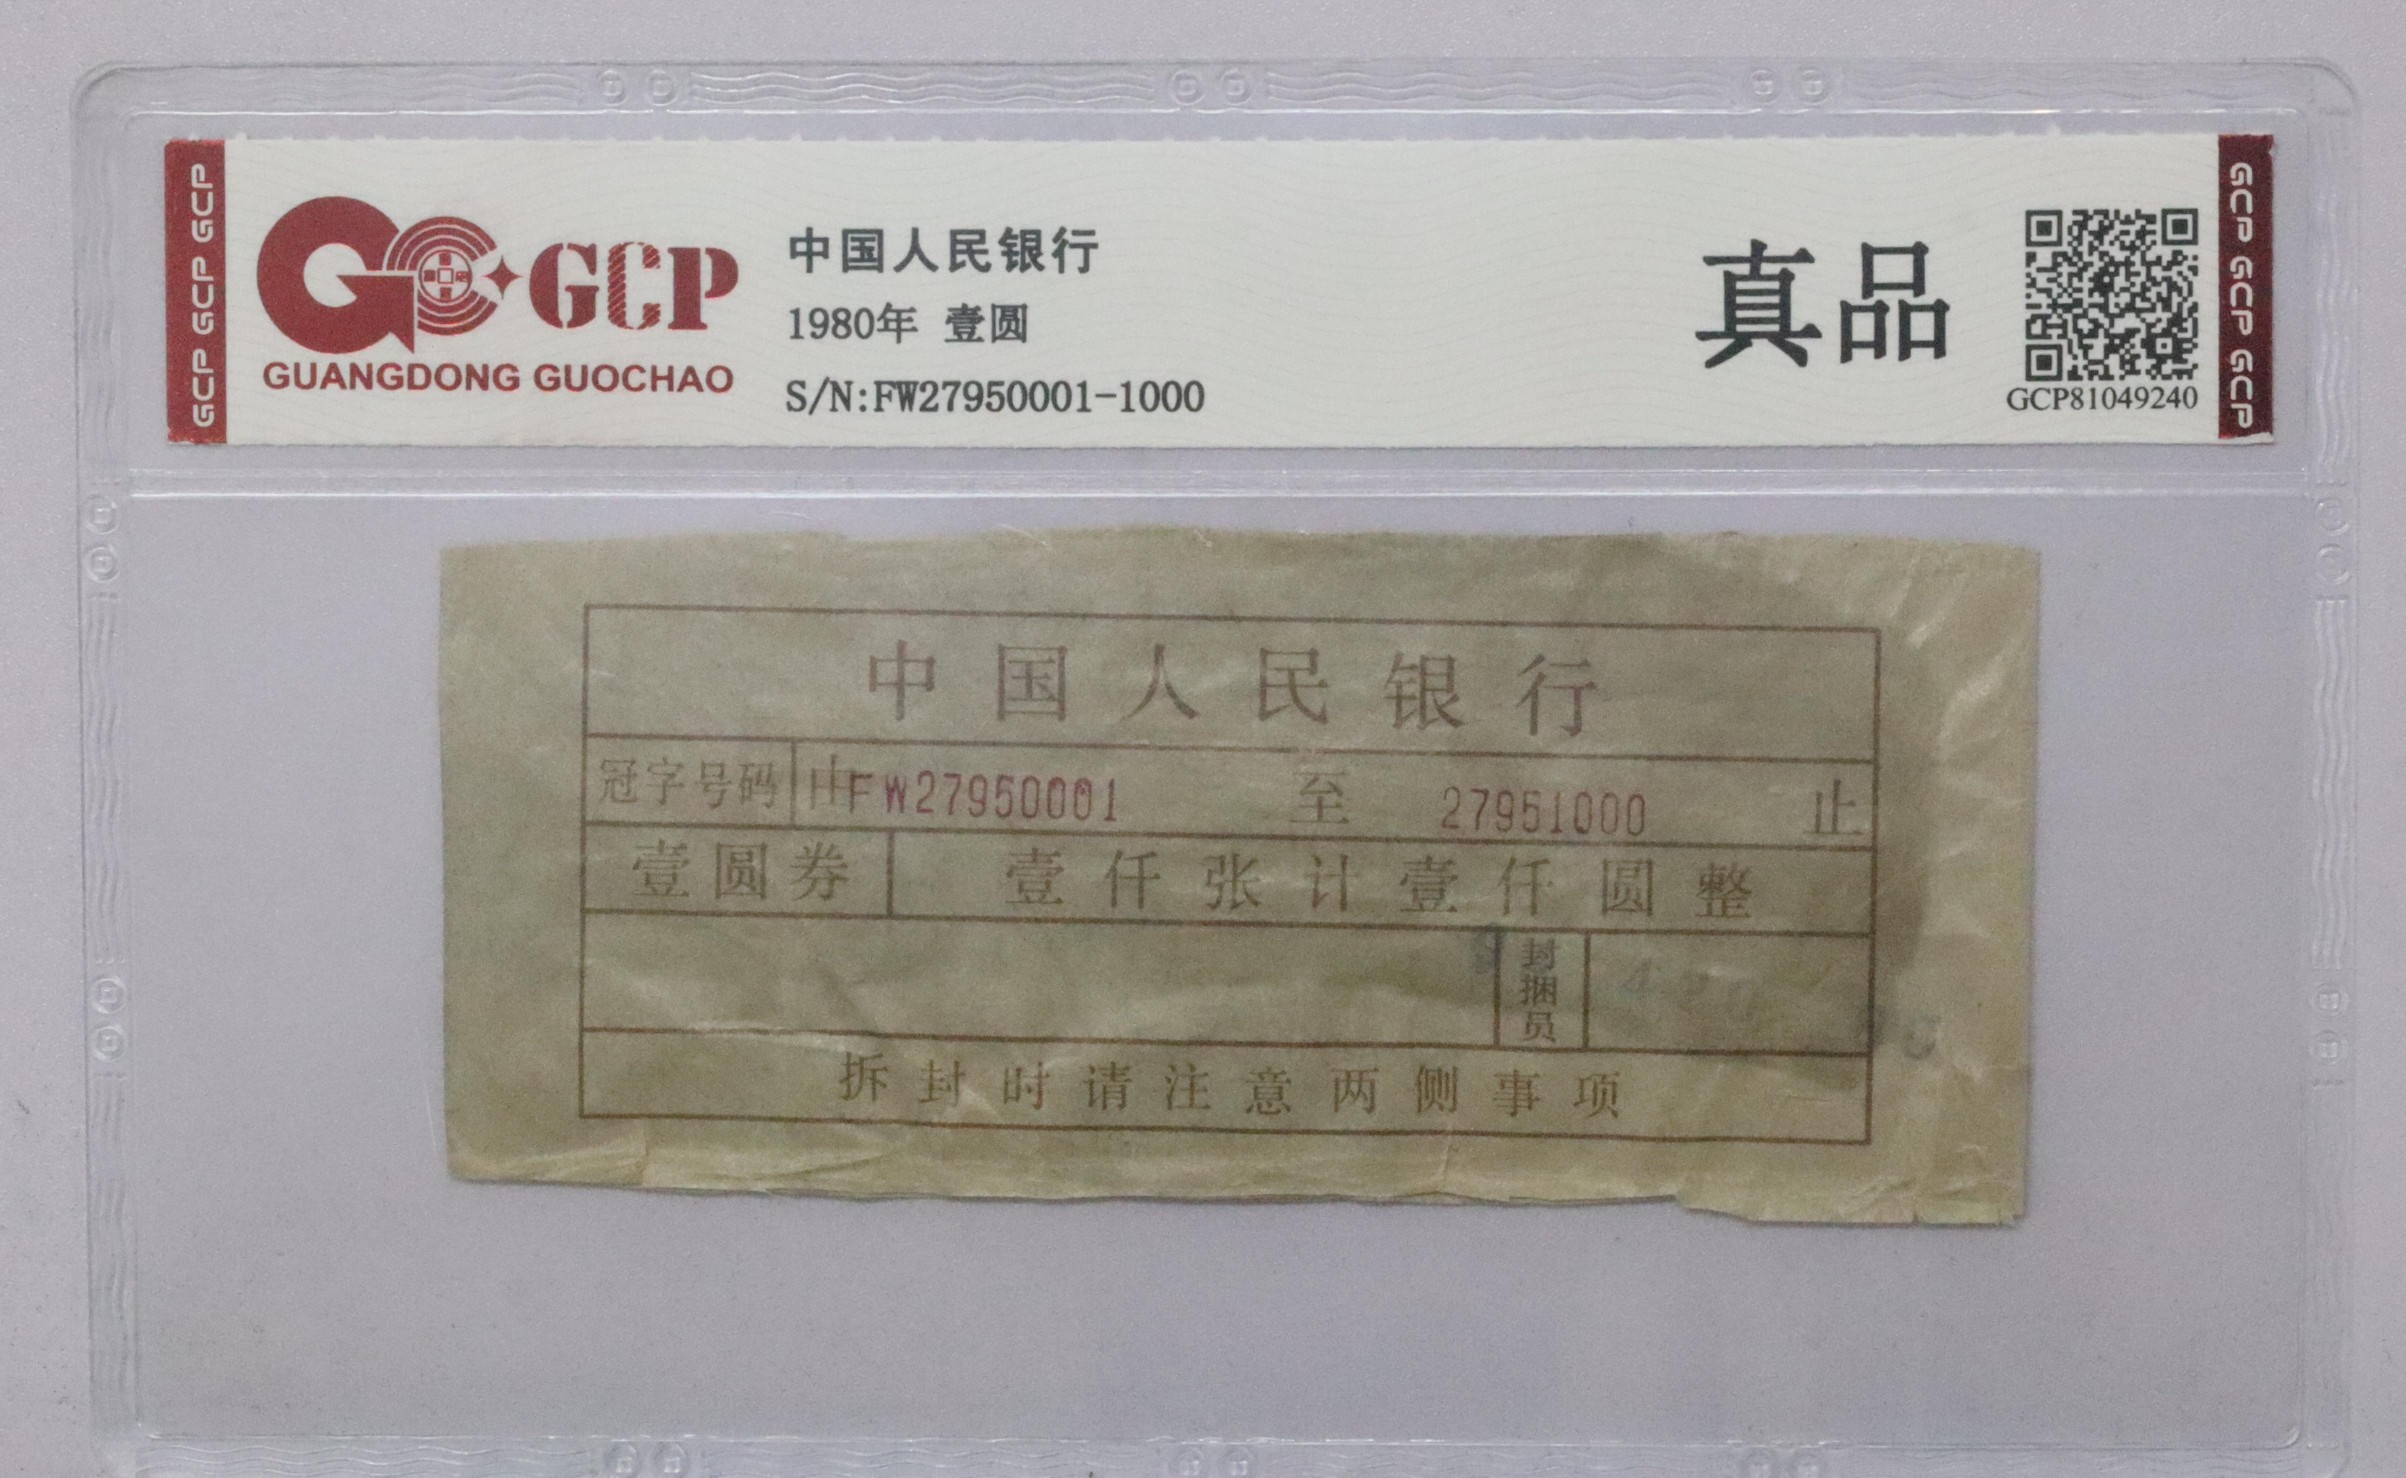 GCP GCP GCP
GCP
GUANGDONG GUOCHAO
中国人民银行
1980年 壹圆
S/N:FW27950001-1000
真品
GCP81049240
GCP GCP GCP
中国人民银行
冠字号码 由FW27950001 至 27951000 止
壹圆券 壹仟张计壹仟圆整
封捆员
拆封时请注意两侧事项